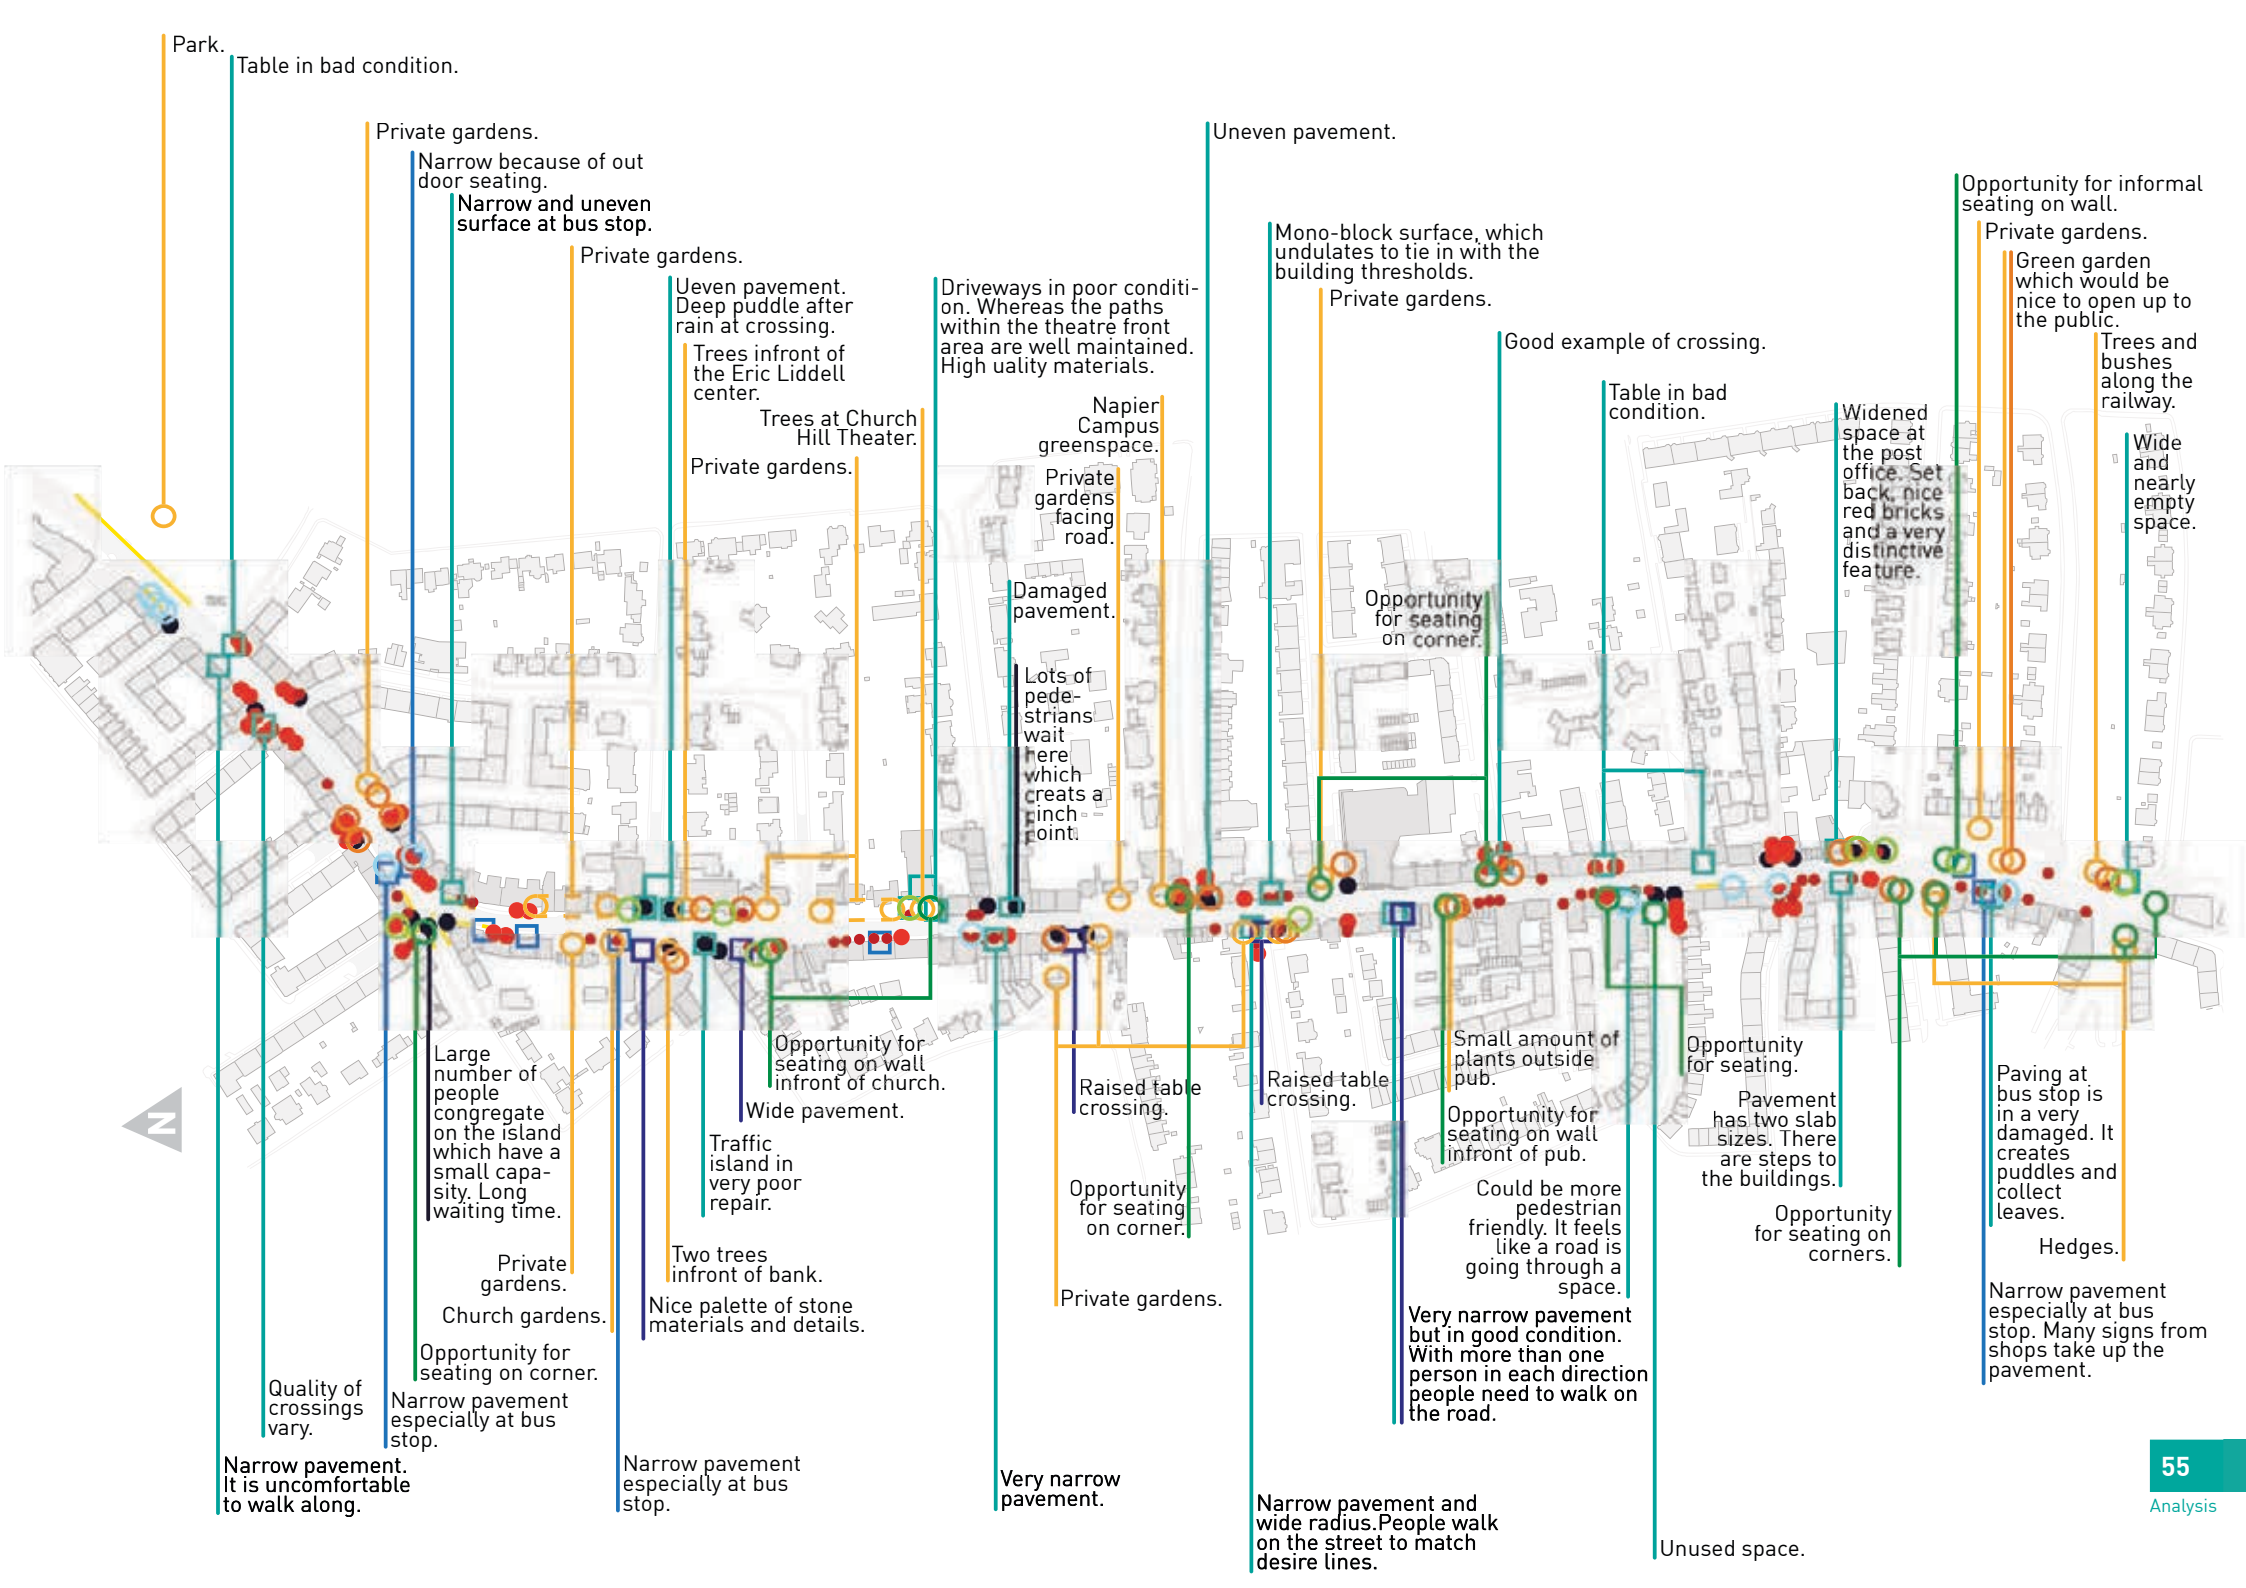 Park.
Table in bad condition.
Private gardens.
Narrow because of out
door seating.
Narrow and uneven
surface at bus stop.
Private gardens.
Ueven pavement.
Deep puddle after
rain at crossing.
Trees infront of
the Eric Liddell
center.
Trees at Church
Hill Theater.
Private gardens.
Driveways in poor conditi-
on. Whereas the paths
within the theatre front
area are well maintained.
High uality materials.
Napier
Campus
greenspace.
Private
gardens
facing
road.
Damaged
pavement.
Lots of
pede-
strians
wait
here
which
creats a
inch
oint.
Uneven pavement.
Mono-block surface, which
undulates to tie in with the
building thresholds.
Private gardens.
Opportunity
for seating
on corner.
Good example of crossing.
Table in bad
condition.
Widened
space at
the post
office. Set
back, nice
red bricks
and a very
distinctive
feature.
Opportunity for informal
seating on wall.
Private gardens.
Green garden
which would be
nice to open up to
the public.
Trees and
bushes
along the
railway.
Wide
and
nearly
empty
space.
N
Large
number of
people
congregate
on the island
which have a
small capa-
sity. Long
waiting time.
Private
gardens.
Church gardens.
Opportunity for
seating on corner.
Quality of
crossings
vary.
Narrow pavement
especially at bus
stop.
Narrow pavement.
It is uncomfortable
to walk along.
Opportunity for
seating on wall
infront of church.
Wide pavement.
Traffic
island in
very poor
repair.
Two trees
infront of bank.
Nice palette of stone
materials and details.
Narrow pavement
especially at bus
stop.
Very narrow
pavement.
Raised table
crossing.
Opportunity
for seating
on corner.
Private gardens.
Raised table
crossing.
Narrow pavement and
wide radius.People walk
on the street to match
desire lines.
Small amount of
plants outside
pub.
Opportunity for
seating on wall
infront of pub.
Could be more
pedestrian
friendly. It feels
like a road is
going through a
space.
Very narrow pavement
but in good condition.
With more than one
person in each direction
people need to walk on
the road.
Unused space.
Opportunity
for seating.
Pavement
has two slab
sizes. There
are steps to
the buildings.
Opportunity
for seating on
corners.
Paving at
bus stop is
in a very
damaged. It
creates
puddles and
collect
leaves.
Hedges.
Narrow pavement
especially at bus
stop. Many signs from
shops take up the
pavement.
55
Analysis